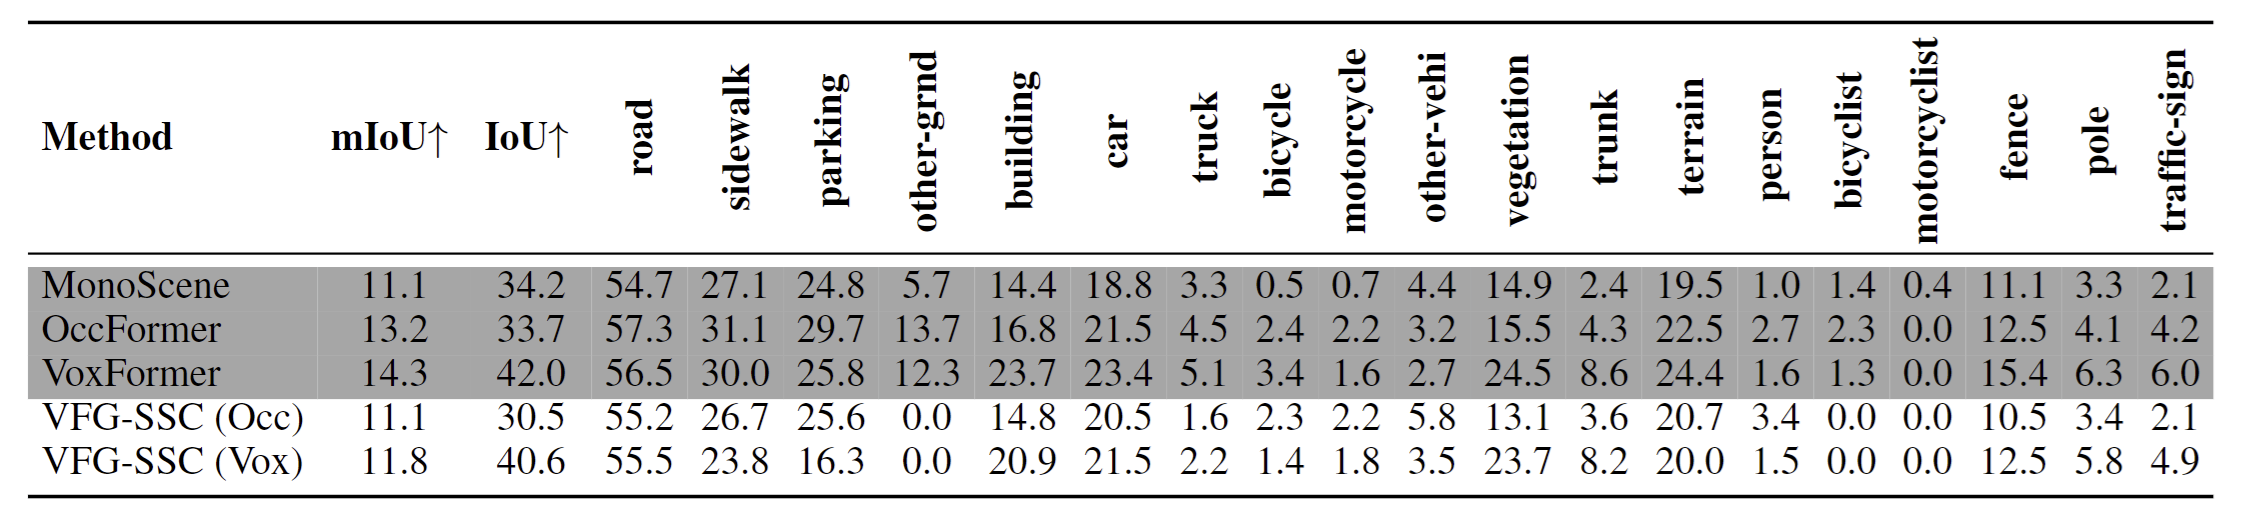 Method mIoU↑ IoU↑ road sidewalk parking other-grnd building car truck bicycle motorcycle other-vehi vegetation trunk terrain person bicyclist motorcyclist fence pole traffic-sign
MonoScene 11.1 34.2 54.7 27.1 24.8 5.7 14.4 18.8 3.3 0.5 0.7 4.4 14.9 2.4 19.5 1.0 1.4 0.4 11.1 3.3 2.1
OccFormer 13.2 33.7 57.3 31.1 29.7 13.7 16.8 21.5 4.5 2.4 2.2 3.2 15.5 4.3 22.5 2.7 2.3 0.0 12.5 4.1 4.2
VoxFormer 14.3 42.0 56.5 30.0 25.8 12.3 23.7 23.4 5.1 3.4 1.6 2.7 24.5 8.6 24.4 1.6 1.3 0.0 15.4 6.3 6.0
VFG-SSC (Occ) 11.1 30.5 55.2 26.7 25.6 0.0 14.8 20.5 1.6 2.3 2.2 5.8 13.1 3.6 20.7 3.4 0.0 0.0 10.5 3.4 2.1
VFG-SSC (Vox) 11.8 40.6 55.5 23.8 16.3 0.0 20.9 21.5 2.2 1.4 1.8 3.5 23.7 8.2 20.0 1.5 0.0 0.0 12.5 5.8 4.9